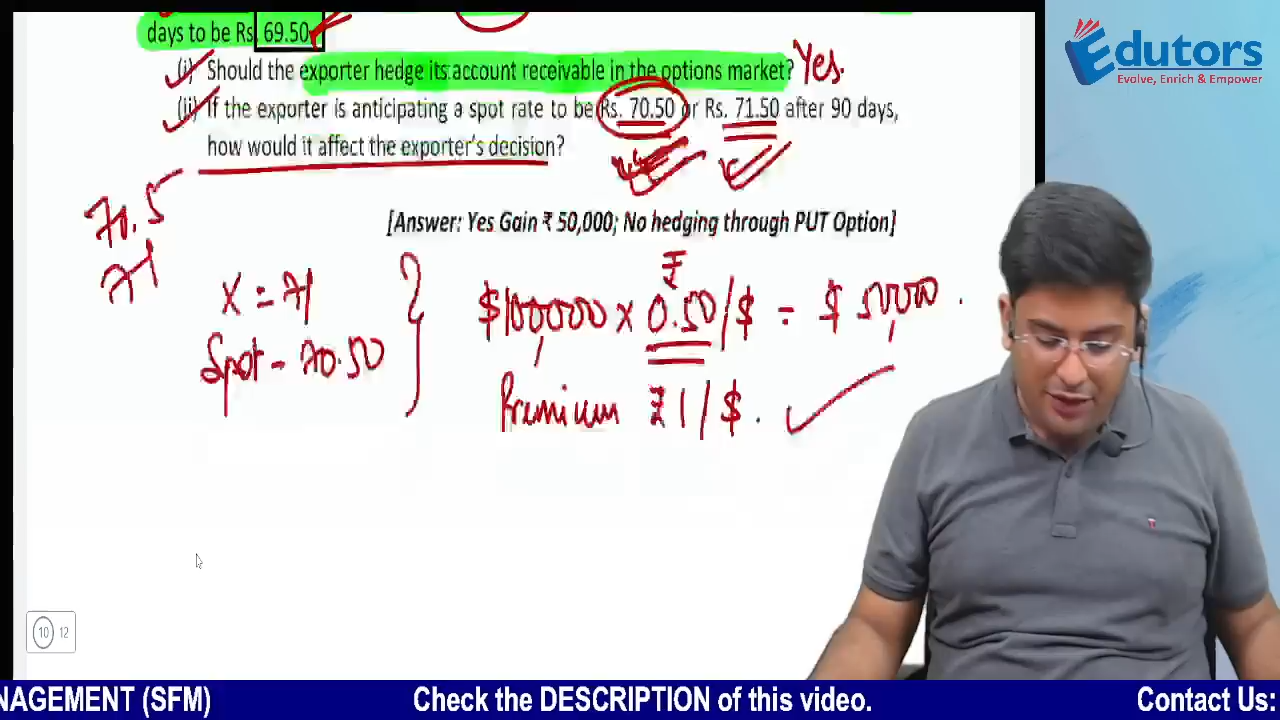 days to be Rs. 69.50.
(i) Should the exporter hedge its account receivable in the options market? Yes.
(ii) If the exporter is anticipating a spot rate to be Rs. 70.50 or Rs. 71.50 after 90 days,
how would it affect the exporter's decision?
70.5
71
[Answer: Yes Gain ₹ 50,000; No hedging through PUT Option]
X = 71
Spot - 70.50
₹
$100,000 x 0.50/$ = $ 50,000.
Premium ₹1/$.
10 12
Edutors
Evolve, Enrich & Empower
NAGEMENT (SFM) Check the DESCRIPTION of this video. Contact Us: